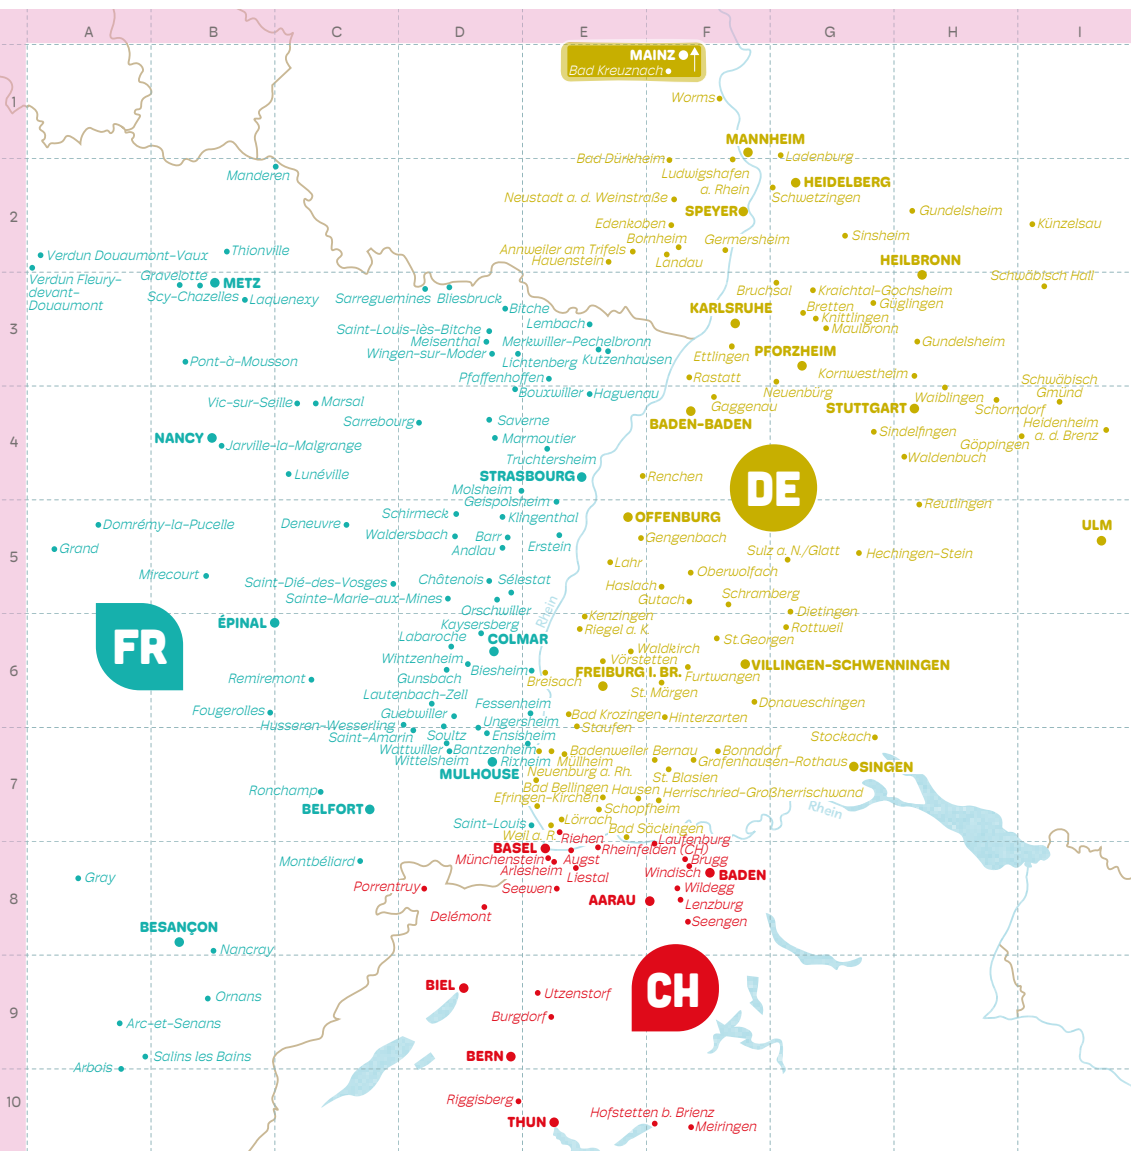 A B C D E F G H I
MAINZ
Bad Kreuznach
1
Worms
MANNHEIM
Bad Dürkheim
Ladenburg
Manderen
Ludwigshafen
a. Rhein
HEIDELBERG
Schwetzingen
Neustadt a. d. Weinstraße
SPEYER
Gundelsheim
2
Edenkoben
Künzelsau
Bornheim
Germersheim
Sinsheim
Thionville
Annweiler am Trifels
Verdun Douaumont-Vaux
Hauenstein
Landau
HEILBRONN
Gravelotte
METZ
Schwäbisch Hall
Verdun Fleury-
devant-
Douaumont
Scy-Chazelles
Laquenexy
Sarreguemines
Bliesbruck
Bruchsal
Kraichtal-Gochsheim
Güglingen
Bitche
KARLSRUHE
Bretten
Knittlingen
Lembach
Maulbronn
3
Saint-Louis-lès-Bitche
Meisenthal
Merkwiller-Pechelbronn
Gundelsheim
Wingen-sur-Moder
Ettlingen
PFORZHEIM
Pont-à-Mousson
Lichtenberg
Kutzenhausen
Kornwestheim
Pfaffenhoffen
Rastatt
Schwäbisch
Gmünd
Bouxwiller
Haguenau
Neuenbürg
Waiblingen
Vic-sur-Seille
Marsal
Gaggenau
STUTTGART
Schorndorf
Sarrebourg
Saverne
BADEN-BADEN
Heidenheim
a. d. Brenz
NANCY
Marmoutier
Sindelfingen
4
Jarville-la-Malgrange
Göppingen
Truchtersheim
Waldenbuch
Lunéville
STRASBOURG
Renchen
DE
Molsheim
Geispolsheim
Reutlingen
Schirmeck
Klingenthal
OFFENBURG
Domrémy-la-Pucelle
Deneuvre
ULM
Waldersbach
Barr
Gengenbach
Grand
Andlau
Erstein
Sulz a. N./Glatt
Hechingen-Stein
5
Lahr
Mirecourt
Saint-Dié-des-Vosges
Châtenois
Sélestat
Oberwolfach
Haslach
Sainte-Marie-aux-Mines
Gutach
Schramberg
Orschwiller
Rhein
Kenzingen
Dietingen
FR
ÉPINAL
Kaysersberg
Riegel a. K.
Rottweil
Labaroche
COLMAR
St.Georgen
Waldkirch
Wintzenheim
Vörstetten
VILLINGEN-SCHWENNINGEN
6
Biesheim
FREIBURG I. BR.
Remiremont
Gunsbach
Breisach
Furtwangen
Lautenbach-Zell
St. Märgen
Fessenheim
Donaueschingen
Fougerolles
Guebwiller
Bad Krozingen
Hinterzarten
Husseren-Wesserling
Ungersheim
Staufen
Saint-Amarin
Soultz
Ensisheim
Stockach
Wattwiller
Bantzenheim
Badenweiler
Bernau
Bonndorf
Wittelsheim
Rixheim
Müllheim
Grafenhausen-Rothaus
SINGEN
MULHOUSE
Neuenburg a. Rh.
St. Blasien
7
Ronchamp
Bad Bellingen
Hausen
Herrischried-Großherrischwand
Efringen-Kirchen
BELFORT
Schopfheim
Rhein
Saint-Louis
Lörrach
Weil a. R.
Bad Säckingen
Riehen
Laufenburg
BASEL
Rheinfelden (CH)
Montbéliard
Münchenstein
Augst
Brugg
Arlesheim
Windisch
BADEN
Gray
Liestal
Porrentruy
Seewen
Wildegg
8
AARAU
Lenzburg
Delémont
Seengen
BESANÇON
Nancray
BIEL
CH
Utzenstorf
Ornans
9
Burgdorf
Arc-et-Senans
Salins les Bains
BERN
Arbois
10
Riggisberg
Hofstetten b. Brienz
THUN
Meiringen